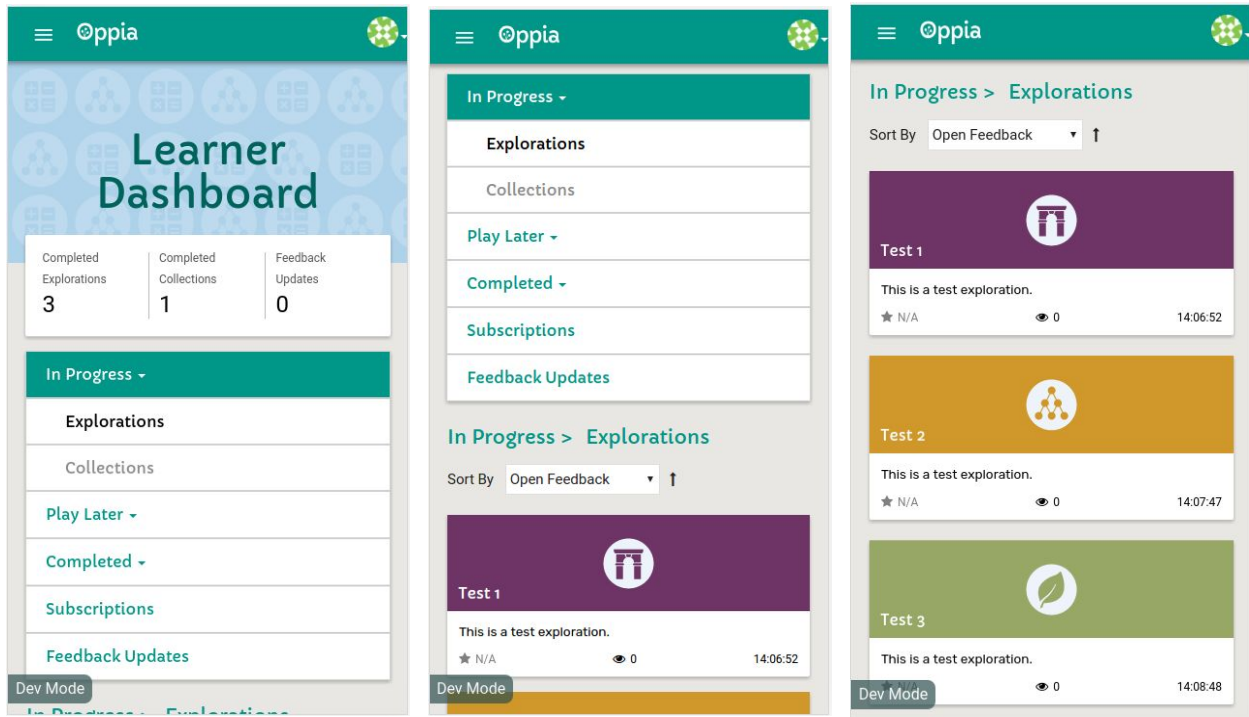 Oppia
Learner
Dashboard
Completed Explorations
3
Completed Collections
1
Feedback Updates
0
In Progress
Explorations
Collections
Play Later
Completed
Subscriptions
Feedback Updates
Dev Mode
In Progress > Explorations
Oppia
In Progress
Explorations
Collections
Play Later
Completed
Subscriptions
Feedback Updates
In Progress > Explorations
Sort By Open Feedback
Test 1
This is a test exploration.
N/A 0 14:06:52
Dev Mode
Oppia
In Progress > Explorations
Sort By Open Feedback
Test 1
This is a test exploration.
N/A 0 14:06:52
Test 2
This is a test exploration.
N/A 0 14:07:47
Test 3
This is a test exploration.
N/A 0 14:08:48
Dev Mode